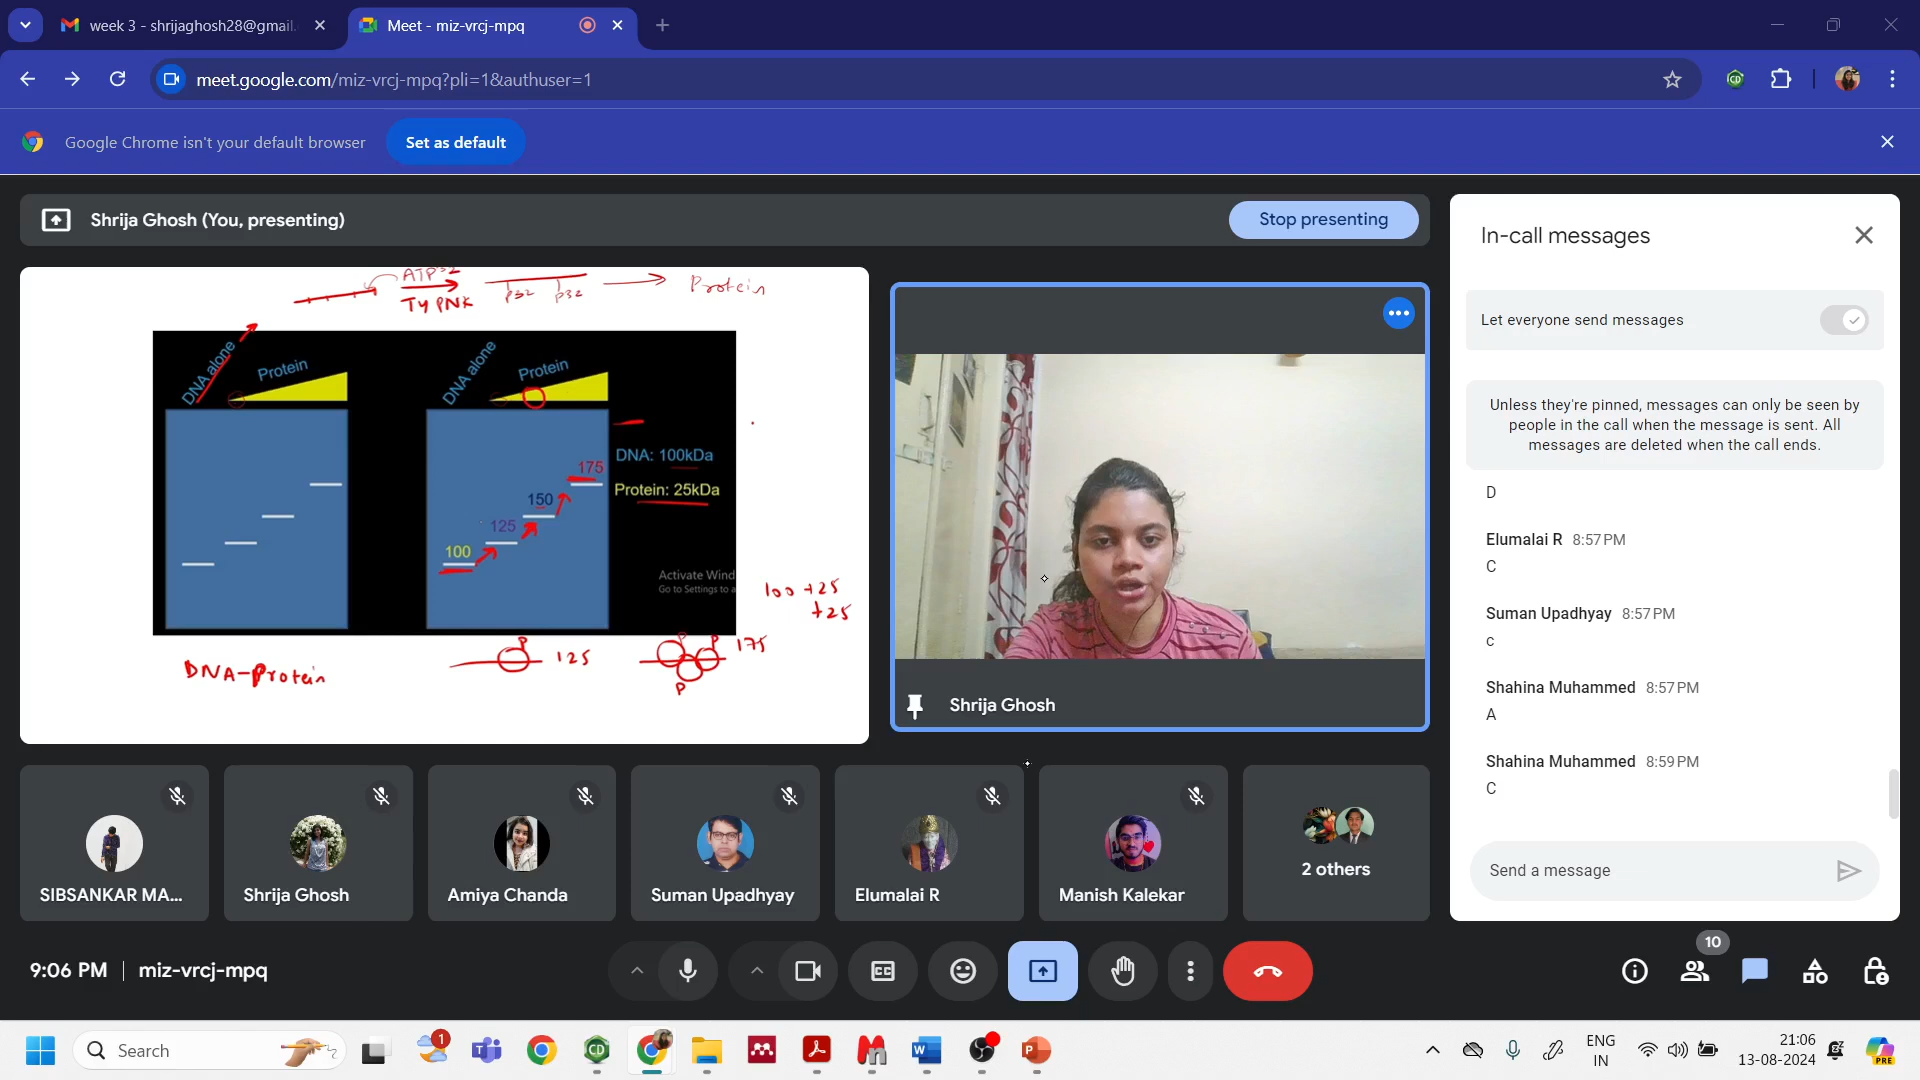 week 3 - shrijaghosh28@gmail.
Meet - miz-vrcj-mpq
meet.google.com/miz-vrcj-mpq?pli=1&authuser=1
Google Chrome isn't your default browser
Set as default
Shrija Ghosh (You, presenting)
Stop presenting
ATP32
T4 PNK
P32 P32
Protein
DNA alone
Protein
DNA alone
Protein
DNA: 100kDa
Protein: 25kDa
175
150
125
100
Activate Wind
Go to Settings to a
100 +25
+25
DNA-Protein
P
125
P P
P
175
Shrija Ghosh
In-call messages
Let everyone send messages
Unless they're pinned, messages can only be seen by
people in the call when the message is sent. All
messages are deleted when the call ends.
D
Elumalai R 8:57 PM
C
Suman Upadhyay 8:57 PM
c
Shahina Muhammed 8:57 PM
A
Shahina Muhammed 8:59 PM
C
Send a message
SIBSANKAR MA...
Shrija Ghosh
Amiya Chanda
Suman Upadhyay
Elumalai R
Manish Kalekar
2 others
9:06 PM | miz-vrcj-mpq
10
Search
1
ENG
IN
21:06
13-08-2024